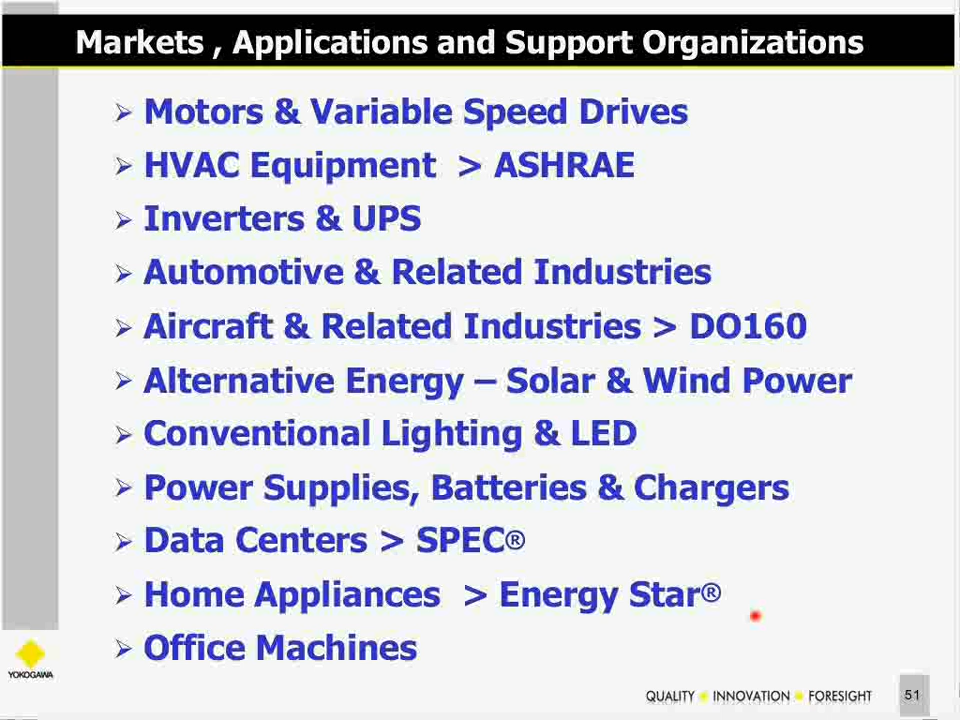 Markets , Applications and Support Organizations
Motors & Variable Speed Drives
HVAC Equipment > ASHRAE
Inverters & UPS
Automotive & Related Industries
Aircraft & Related Industries > DO160
Alternative Energy – Solar & Wind Power
Conventional Lighting & LED
Power Supplies, Batteries & Chargers
Data Centers > SPEC®
Home Appliances > Energy Star®
Office Machines
YOKOGAWA
QUALITY INNOVATION FORESIGHT
51